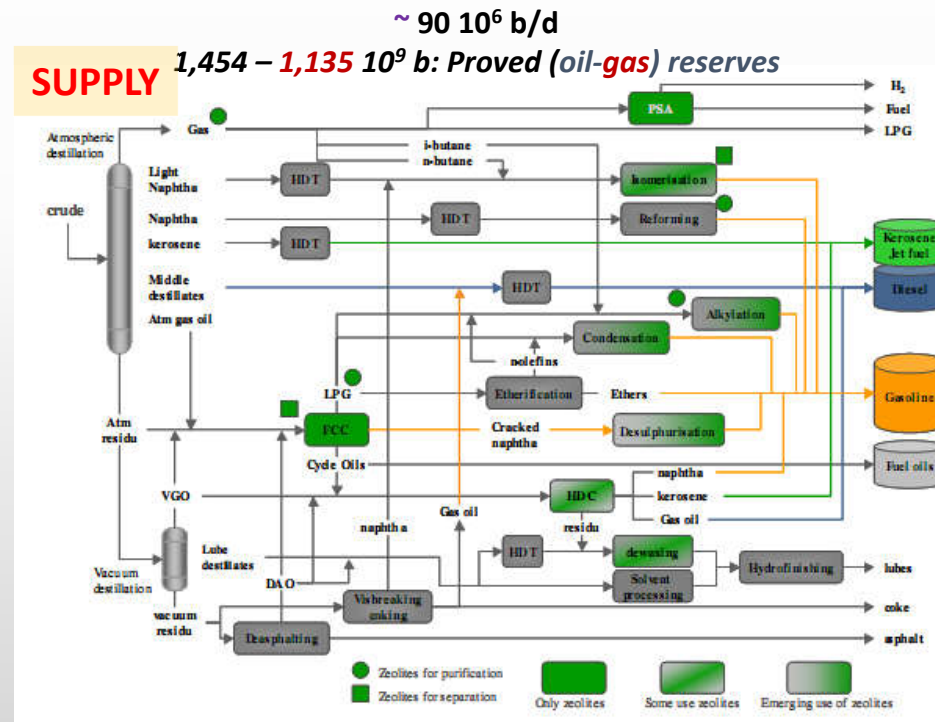 ~ 90 10⁶ b/d
1,454 – 1,135 10⁹ b: Proved (oil-gas) reserves
SUPPLY
H₂
PSA
Fuel
Gas
LPG
Atmospheric
destillation
i-butane
n-butane
Light
Naphtha
HDT
Isomerisation
crude
Naphtha
HDT
Reforming
kerosene
HDT
Kerosene
Jet fuel
Middle
destillates
HDT
Diesel
Atm gas oil
Alkylation
Condensation
n-olefins
LPG
Etherification
Ethers
Gasoline
Atm
residu
FCC
Cracked
naphtha
Desulphurisation
Cycle Oils
Fuel oils
naphtha
VGO
Gas oil
HDC
kerosene
naphtha
residu
Gas oil
Lube
destillates
HDT
dewaxing
Vacuum
destillation
DAO
Solvent
processing
Hydrofinishing
lubes
vacuum
residu
Visbreaking
coking
coke
Deasphalting
asphalt
Zeolites for purification
Zeolites for separation
Only zeolites
Some use zeolites
Emerging use of zeolites